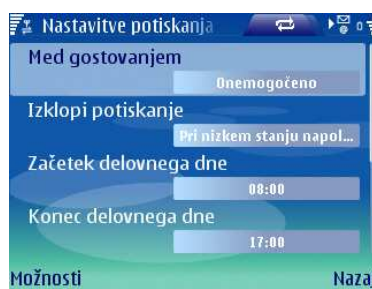 Nastavitve potiskanja
Med gostovanjem
Onemogočeno
Izklopi potiskanje
Pri nizkem stanju napol...
Začetek delovnega dne
08:00
Konec delovnega dne
17:00
Možnosti
Naza